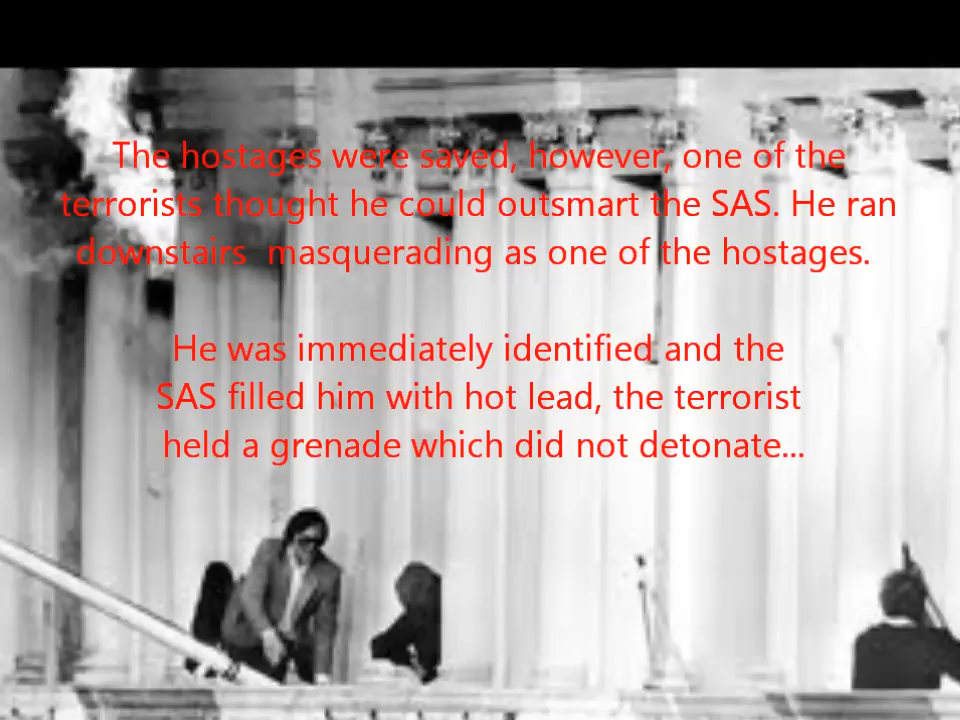 The hostages were saved, however, one of the
terrorists thought he could outsmart the SAS. He ran
downstairs masquerading as one of the hostages.
He was immediately identified and the
SAS filled him with hot lead, the terrorist
held a grenade which did not detonate...